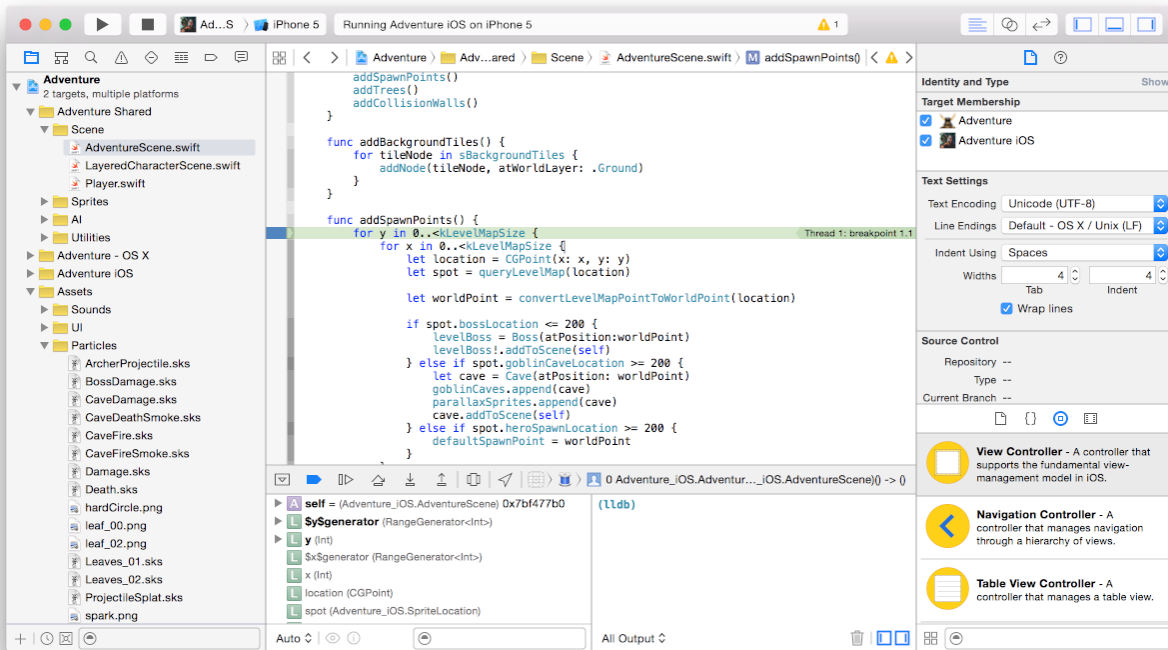 Ad...S
iPhone 5
Running Adventure iOS on iPhone 5
1
Adventure
Adv...ared
Scene
AdventureScene.swift
M
addSpawnPoints()
Adventure
2 targets, multiple platforms
Adventure Shared
Scene
AdventureScene.swift
LayeredCharacterScene.swift
Player.swift
Sprites
AI
Utilities
Adventure - OS X
Adventure iOS
Assets
Sounds
UI
Particles
ArcherProjectile.sks
BossDamage.sks
CaveDamage.sks
CaveDeathSmoke.sks
CaveFire.sks
CaveFireSmoke.sks
Damage.sks
Death.sks
hardCircle.png
leaf_00.png
leaf_02.png
Leaves_01.sks
Leaves_02.sks
ProjectileSplat.sks
spark.png
addSpawnPoints()
addTrees()
addCollisionWalls()
}
func addBackgroundTiles() {
for tileNode in sBackgroundTiles {
addNode(tileNode, atWorldLayer: .Ground)
}
}
func addSpawnPoints() {
for y in 0..<kLevelMapSize {
Thread 1: breakpoint 1.1
for x in 0..<kLevelMapSize {
let location = CGPoint(x: x, y: y)
let spot = queryLevelMap(location)
let worldPoint = convertLevelMapPointToWorldPoint(location)
if spot.bossLocation <= 200 {
levelBoss = Boss(atPosition:worldPoint)
levelBoss!.addToScene(self)
} else if spot.goblinCaveLocation >= 200 {
let cave = Cave(atPosition: worldPoint)
goblinCaves.append(cave)
parallaxSprites.append(cave)
cave.addToScene(self)
} else if spot.heroSpawnLocation >= 200 {
defaultSpawnPoint = worldPoint
}
0 Adventure_iOS.Adventur..._iOS.AdventureScene)() -> ()
A self = (Adventure_iOS.AdventureScene) 0x7bf477b0
L $y$generator (RangeGenerator<Int>)
L y (Int)
L $x$generator (RangeGenerator<Int>)
L x (Int)
L location (CGPoint)
L spot (Adventure_iOS.SpriteLocation)
Auto
(lldb)
All Output
Identity and Type
Show
Target Membership
Adventure
Adventure iOS
Text Settings
Text Encoding
Unicode (UTF-8)
Line Endings
Default - OS X / Unix (LF)
Indent Using
Spaces
Widths
4
4
Tab
Indent
Wrap lines
Source Control
Repository --
Type --
Current Branch --
{}
View Controller - A controller that
supports the fundamental view-
management model in iOS.
Navigation Controller - A
controller that manages navigation
through a hierarchy of views.
Table View Controller - A
controller that manages a table view.